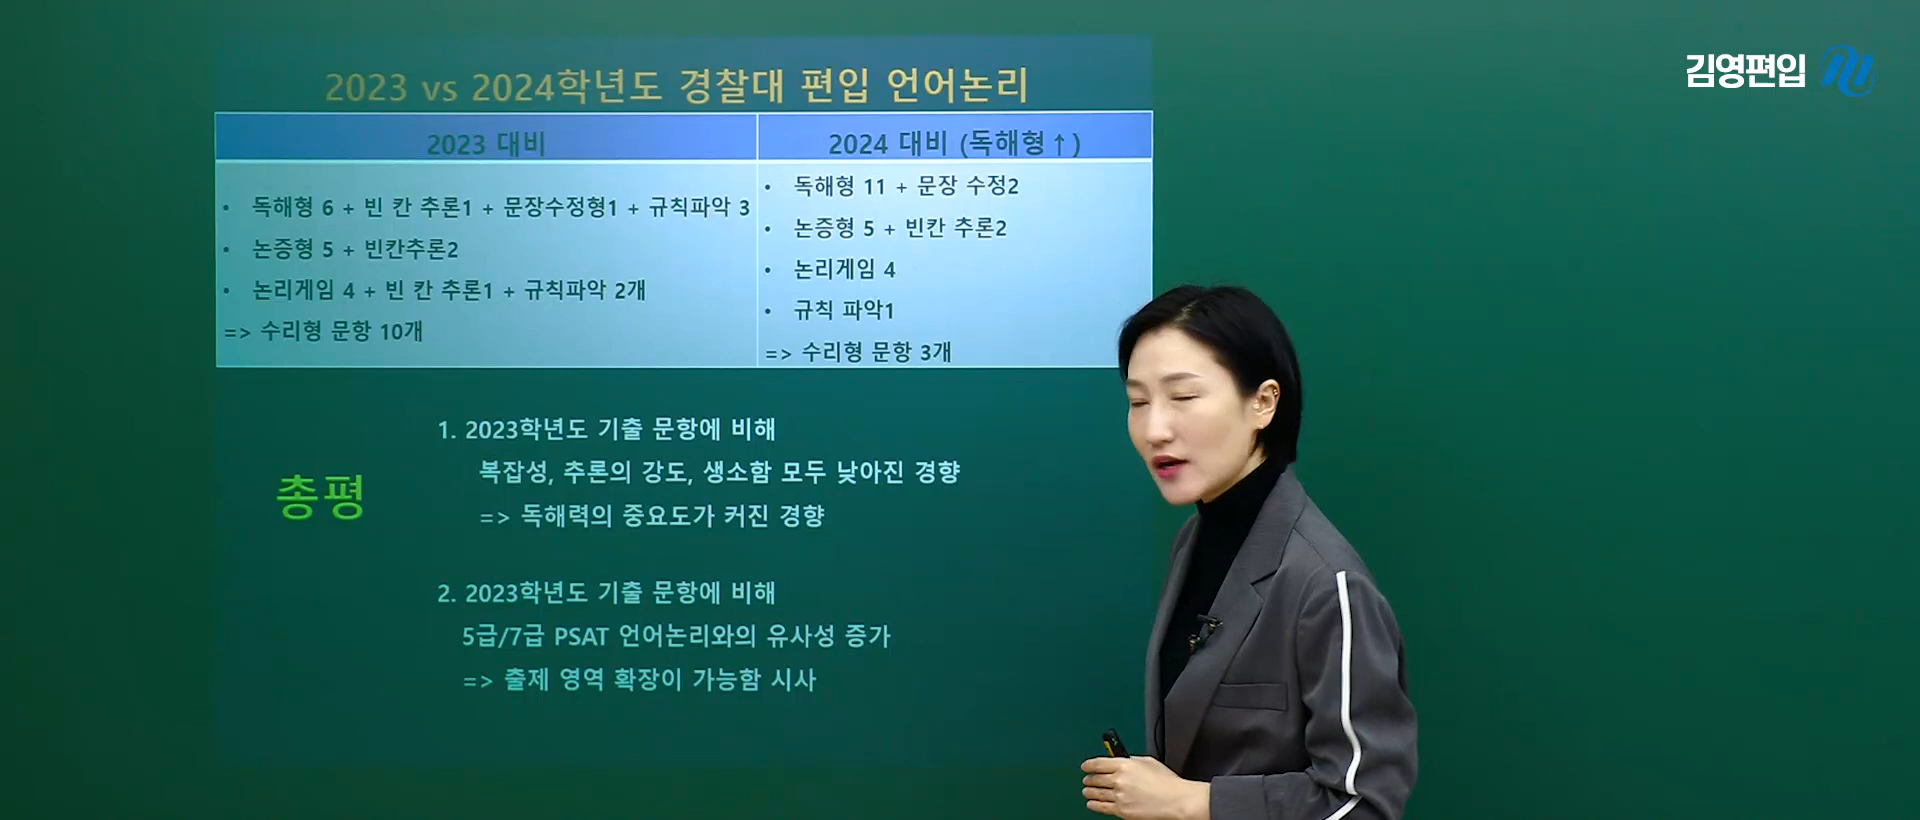 김영편입
2023 vs 2024학년도 경찰대 편입 언어논리
2023 대비
• 독해형 6 + 빈 칸 추론1 + 문장수정형1 + 규칙파악 3
• 논증형 5 + 빈칸추론2
• 논리게임 4 + 빈 칸 추론1 + 규칙파악 2개
=> 수리형 문항 10개
2024 대비 (독해형↑)
• 독해형 11 + 문장 수정2
• 논증형 5 + 빈칸 추론2
• 논리게임 4
• 규칙 파악1
=> 수리형 문항 3개
총평
1. 2023학년도 기출 문항에 비해
복잡성, 추론의 강도, 생소함 모두 낮아진 경향
=> 독해력의 중요도가 커진 경향
2. 2023학년도 기출 문항에 비해
5급/7급 PSAT 언어논리와의 유사성 증가
=> 출제 영역 확장이 가능함 시사